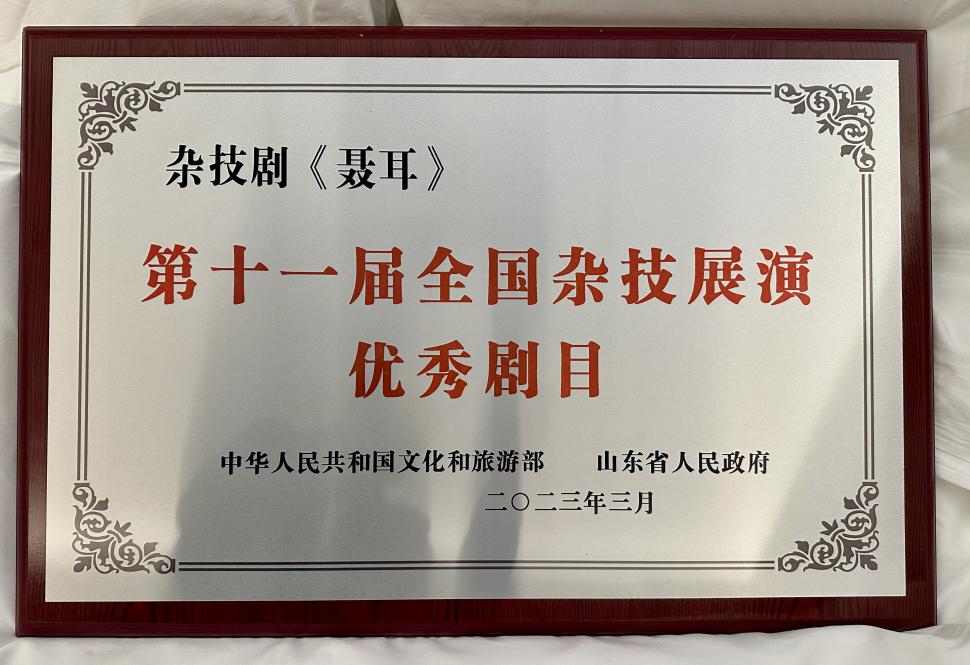 杂技剧《聂耳》
第十一届全国杂技展演
优秀剧目
中华人民共和国文化和旅游部 山东省人民政府
二〇二三年三月